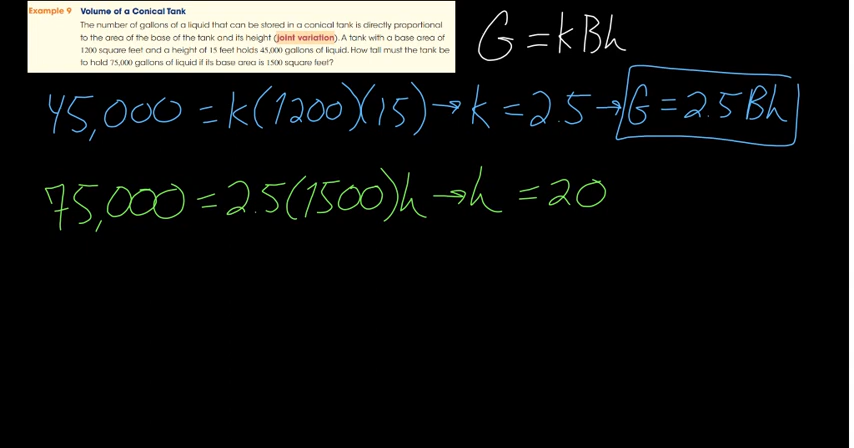 Example 9 Volume of a Conical Tank
The number of gallons of a liquid that can be stored in a conical tank is directly proportional
to the area of the base of the tank and its height (joint variation). A tank with a base area of
1200 square feet and a height of 15 feet holds 45,000 gallons of liquid. How tall must the tank be
to hold 75,000 gallons of liquid if its base area is 1500 square feet?
G = kBh
45,000 = k(1200)(15) → k = 2.5 → G = 2.5 Bh
75,000 = 2.5(1500)h → h = 20